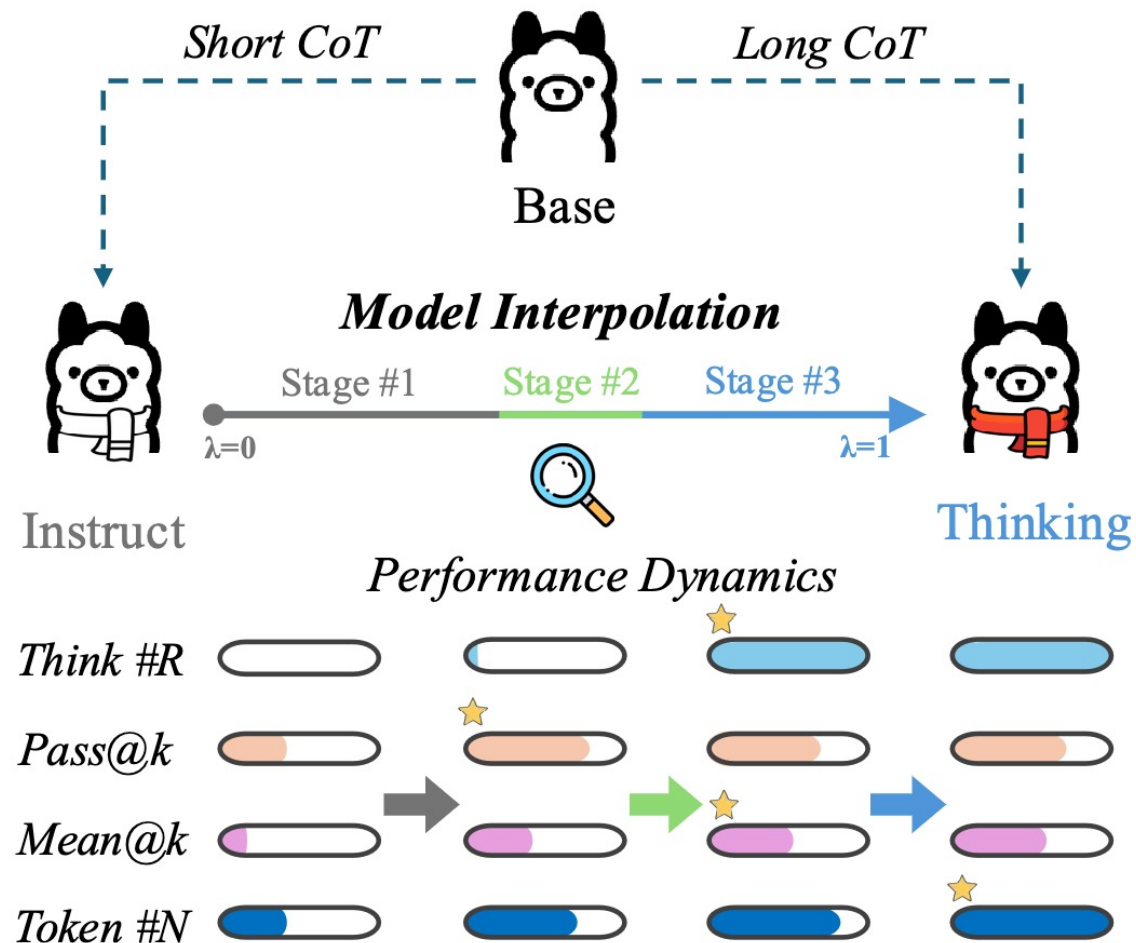 Short CoT
Long CoT
Base
Model Interpolation
Stage #1
Stage #2
Stage #3
λ=0
λ=1
Instruct
Thinking
Performance Dynamics
Think #R
Pass@k
Mean@k
Token #N